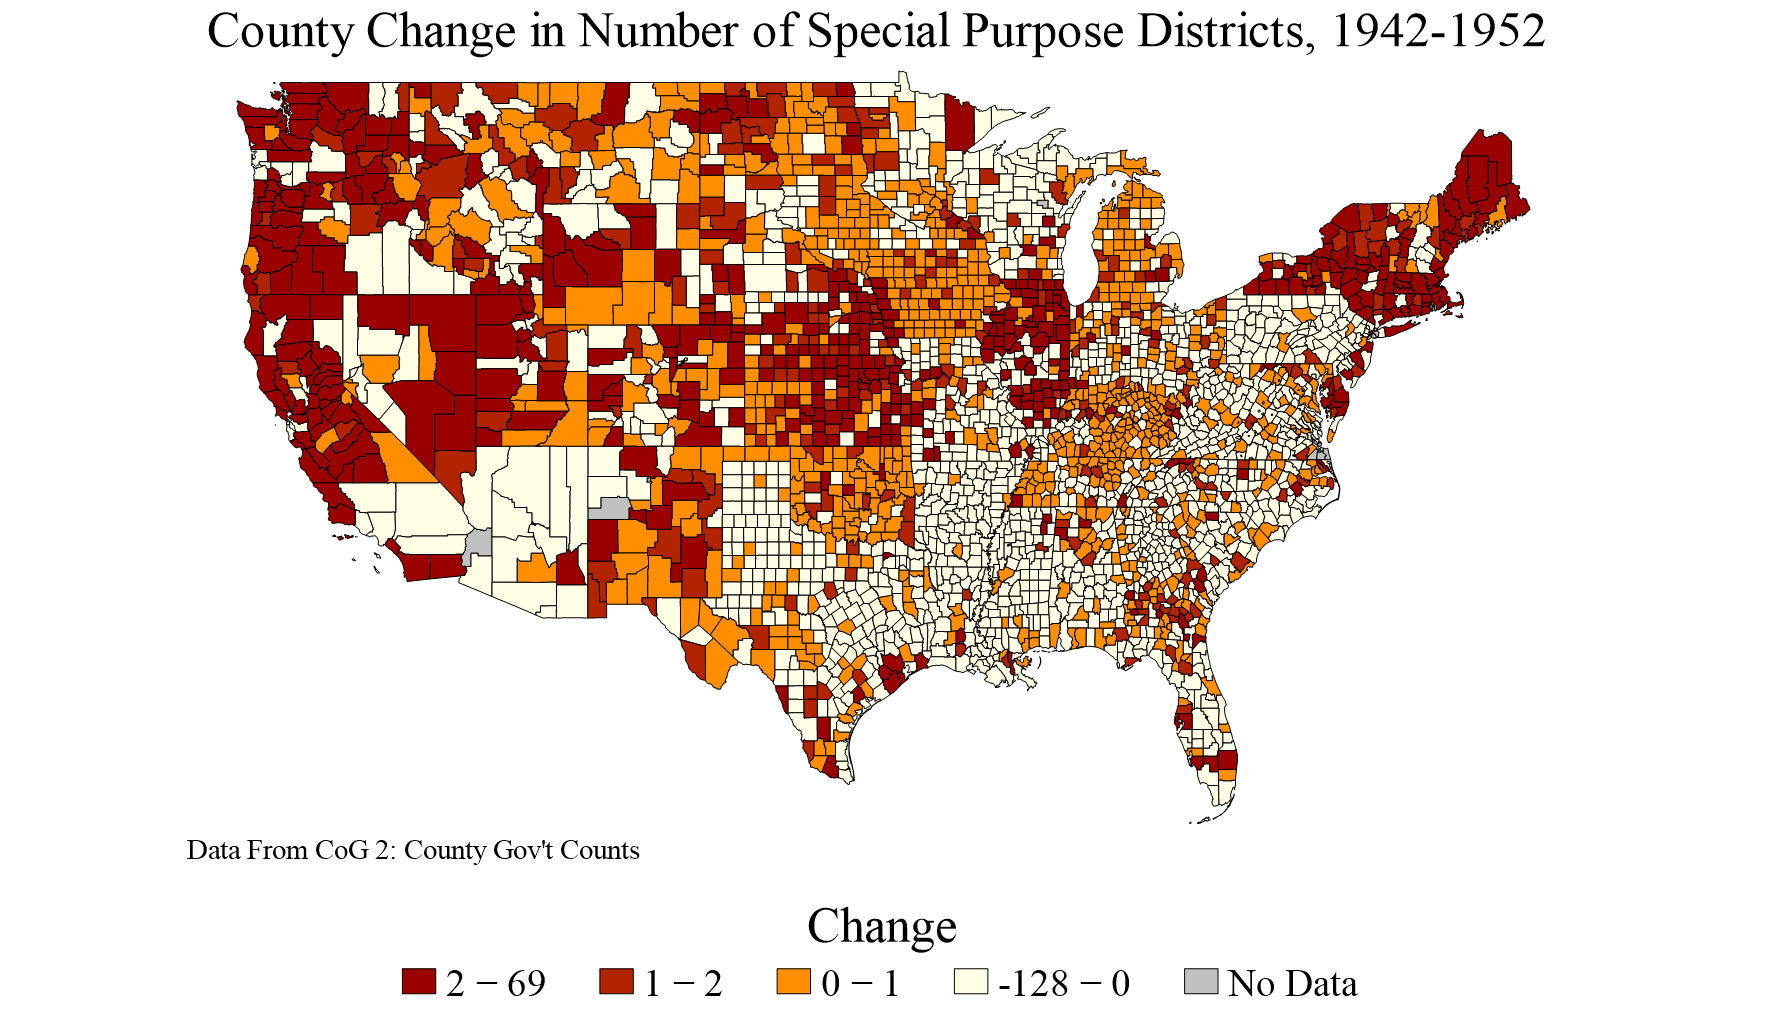 County Change in Number of Special Purpose Districts, 1942-1952
Data From CoG 2: County Gov't Counts
Change
2 − 69
1 − 2
0 − 1
-128 − 0
No Data